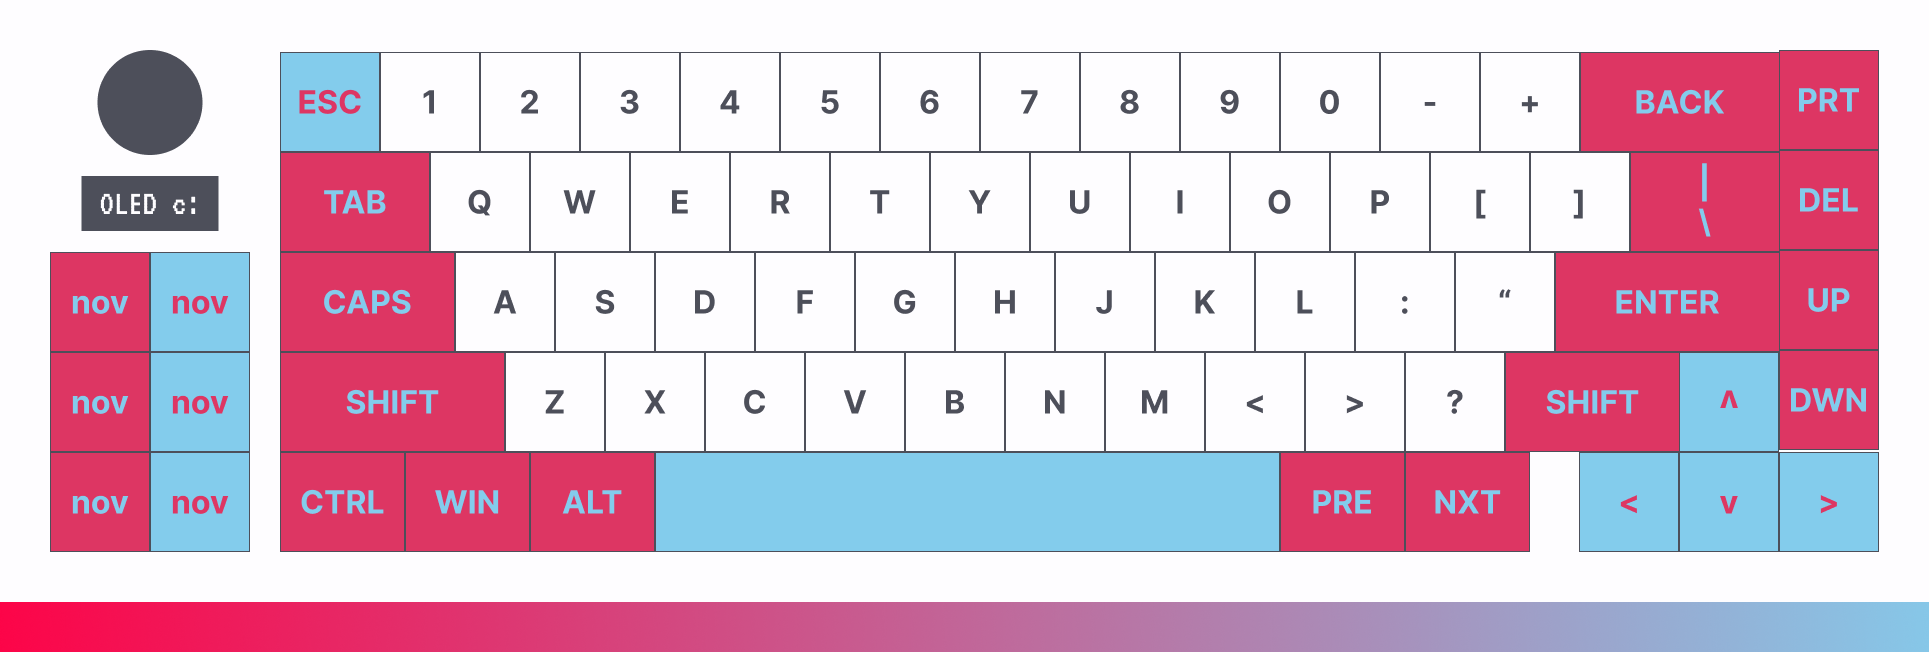 ESC 1 2 3 4 5 6 7 8 9 0 - + BACK PRT
OLED c: TAB Q W E R T Y U I O P [ ] | \ DEL
nov nov CAPS A S D F G H J K L : “ ENTER UP
nov nov SHIFT Z X C V B N M < > ? SHIFT ʌ DWN
nov nov CTRL WIN ALT PRE NXT < v >